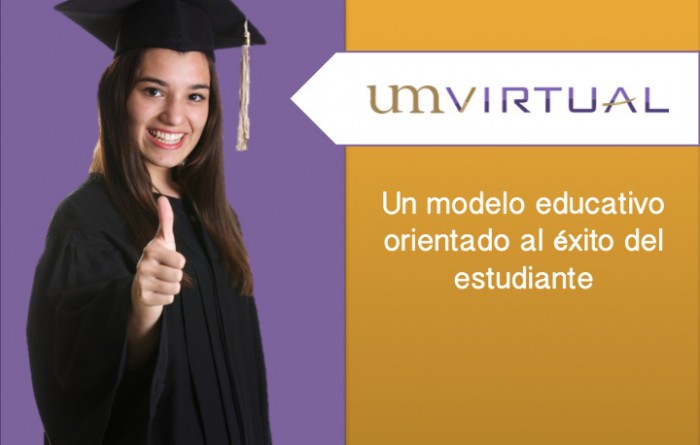 umVIRTUAL
Un modelo educativo
orientado al éxito del
estudiante